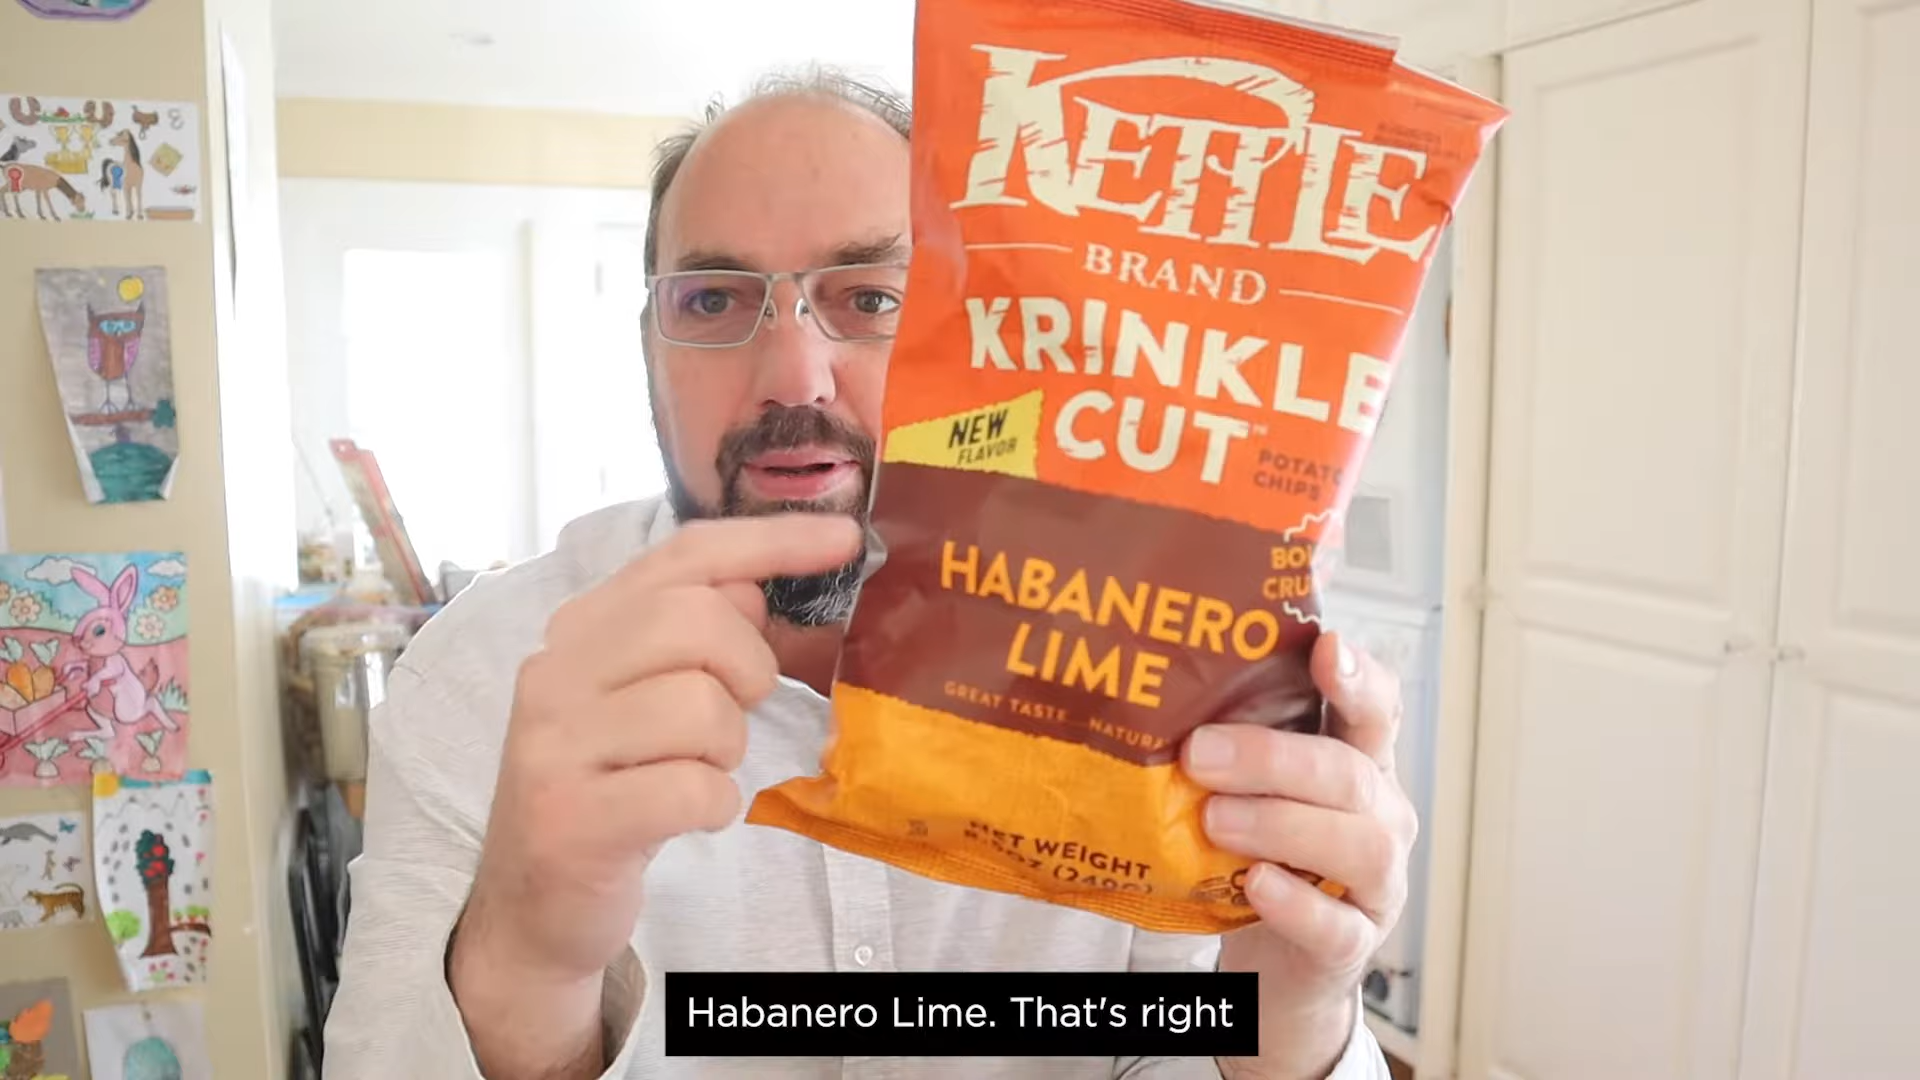 KETTLE
BRAND
KRINKLE
CUT
NEW
FLAVOR
POTATO
CHIPS
HABANERO
LIME
GREAT TASTE
NET WEIGHT
Habanero Lime. That's right